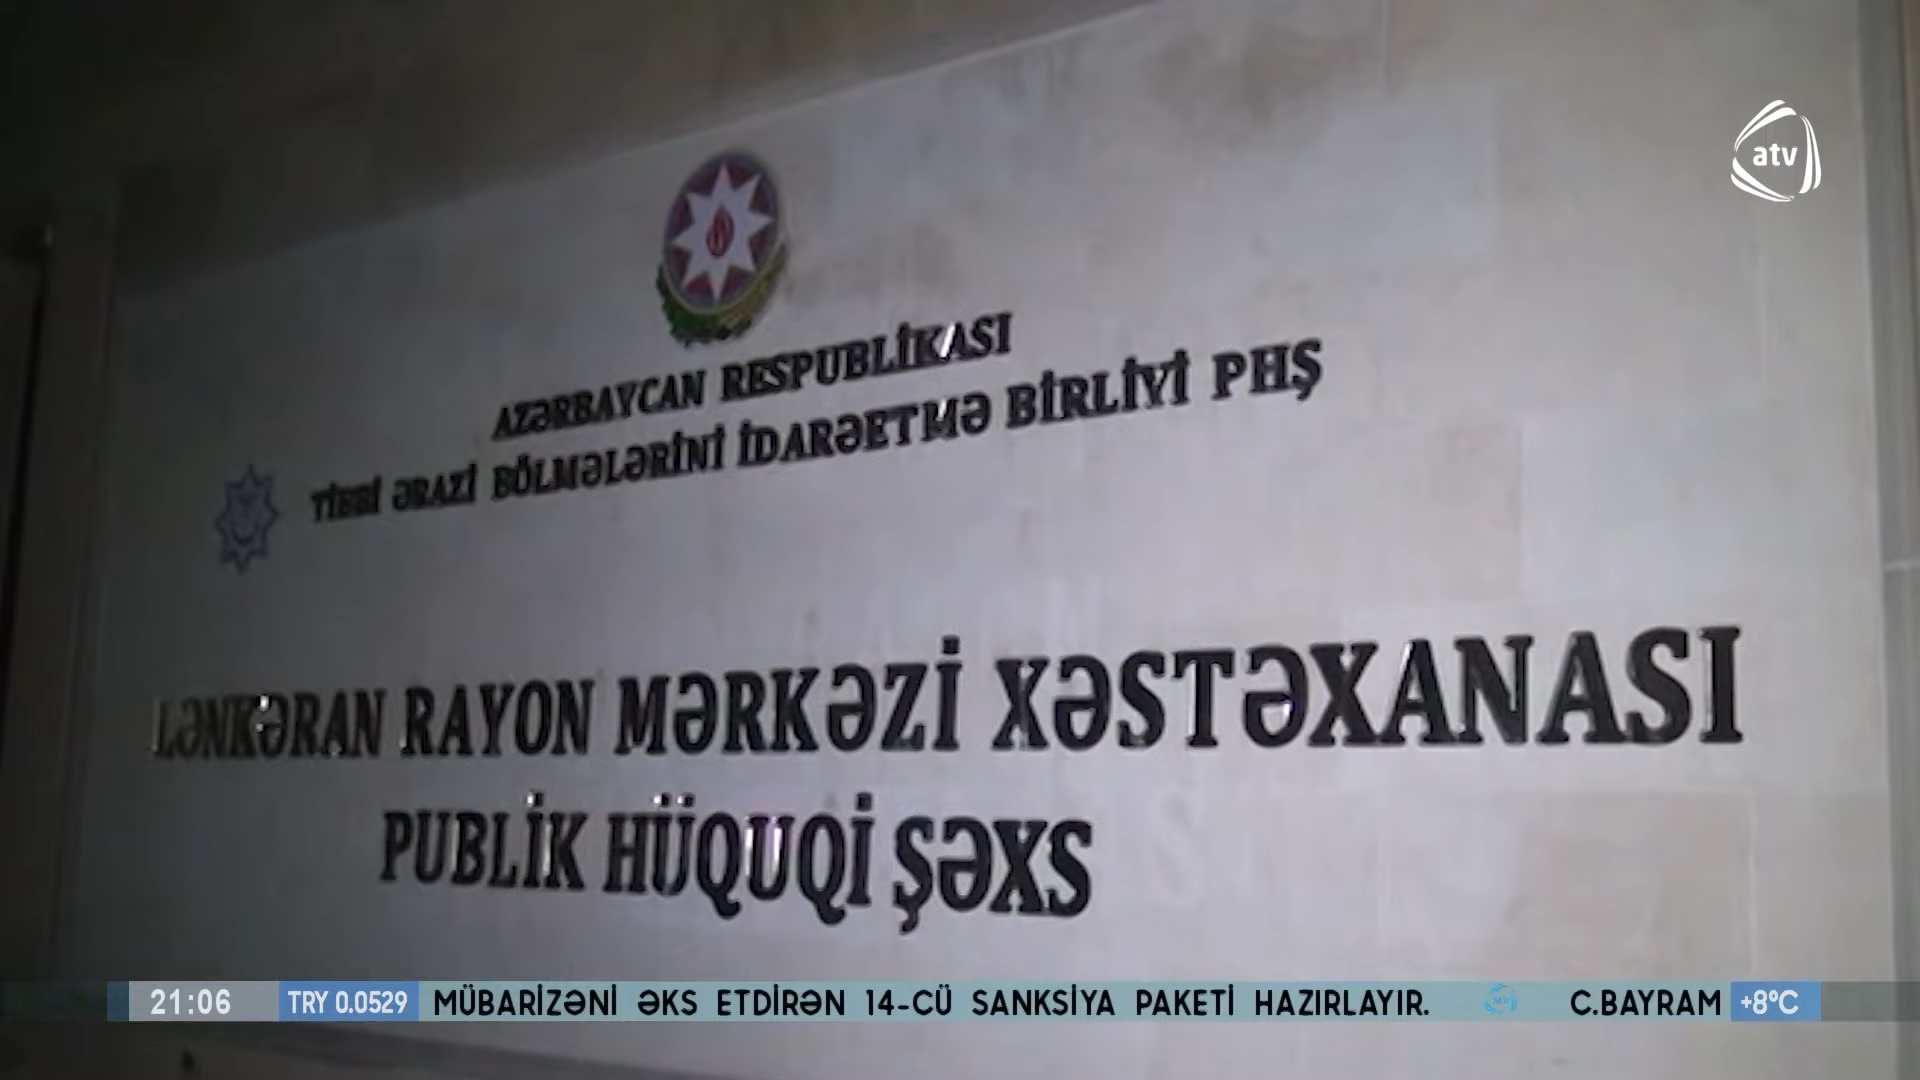 atv
AZƏRBAYCAN RESPUBLİKASI
TİBBİ ƏRAZİ BÖLMƏLƏRİNİ İDARƏETMƏ BİRLİYİ PHŞ
LƏNKƏRAN RAYON MƏRKƏZİ XƏSTƏXANASI
PUBLİK HÜQUQİ ŞƏXS
21:06 TRY 0.0529 MÜBARİZƏNİ ƏKS ETDİRƏN 14-CÜ SANKSİYA PAKETİ HAZIRLAYIR. atv C.BAYRAM +8°C